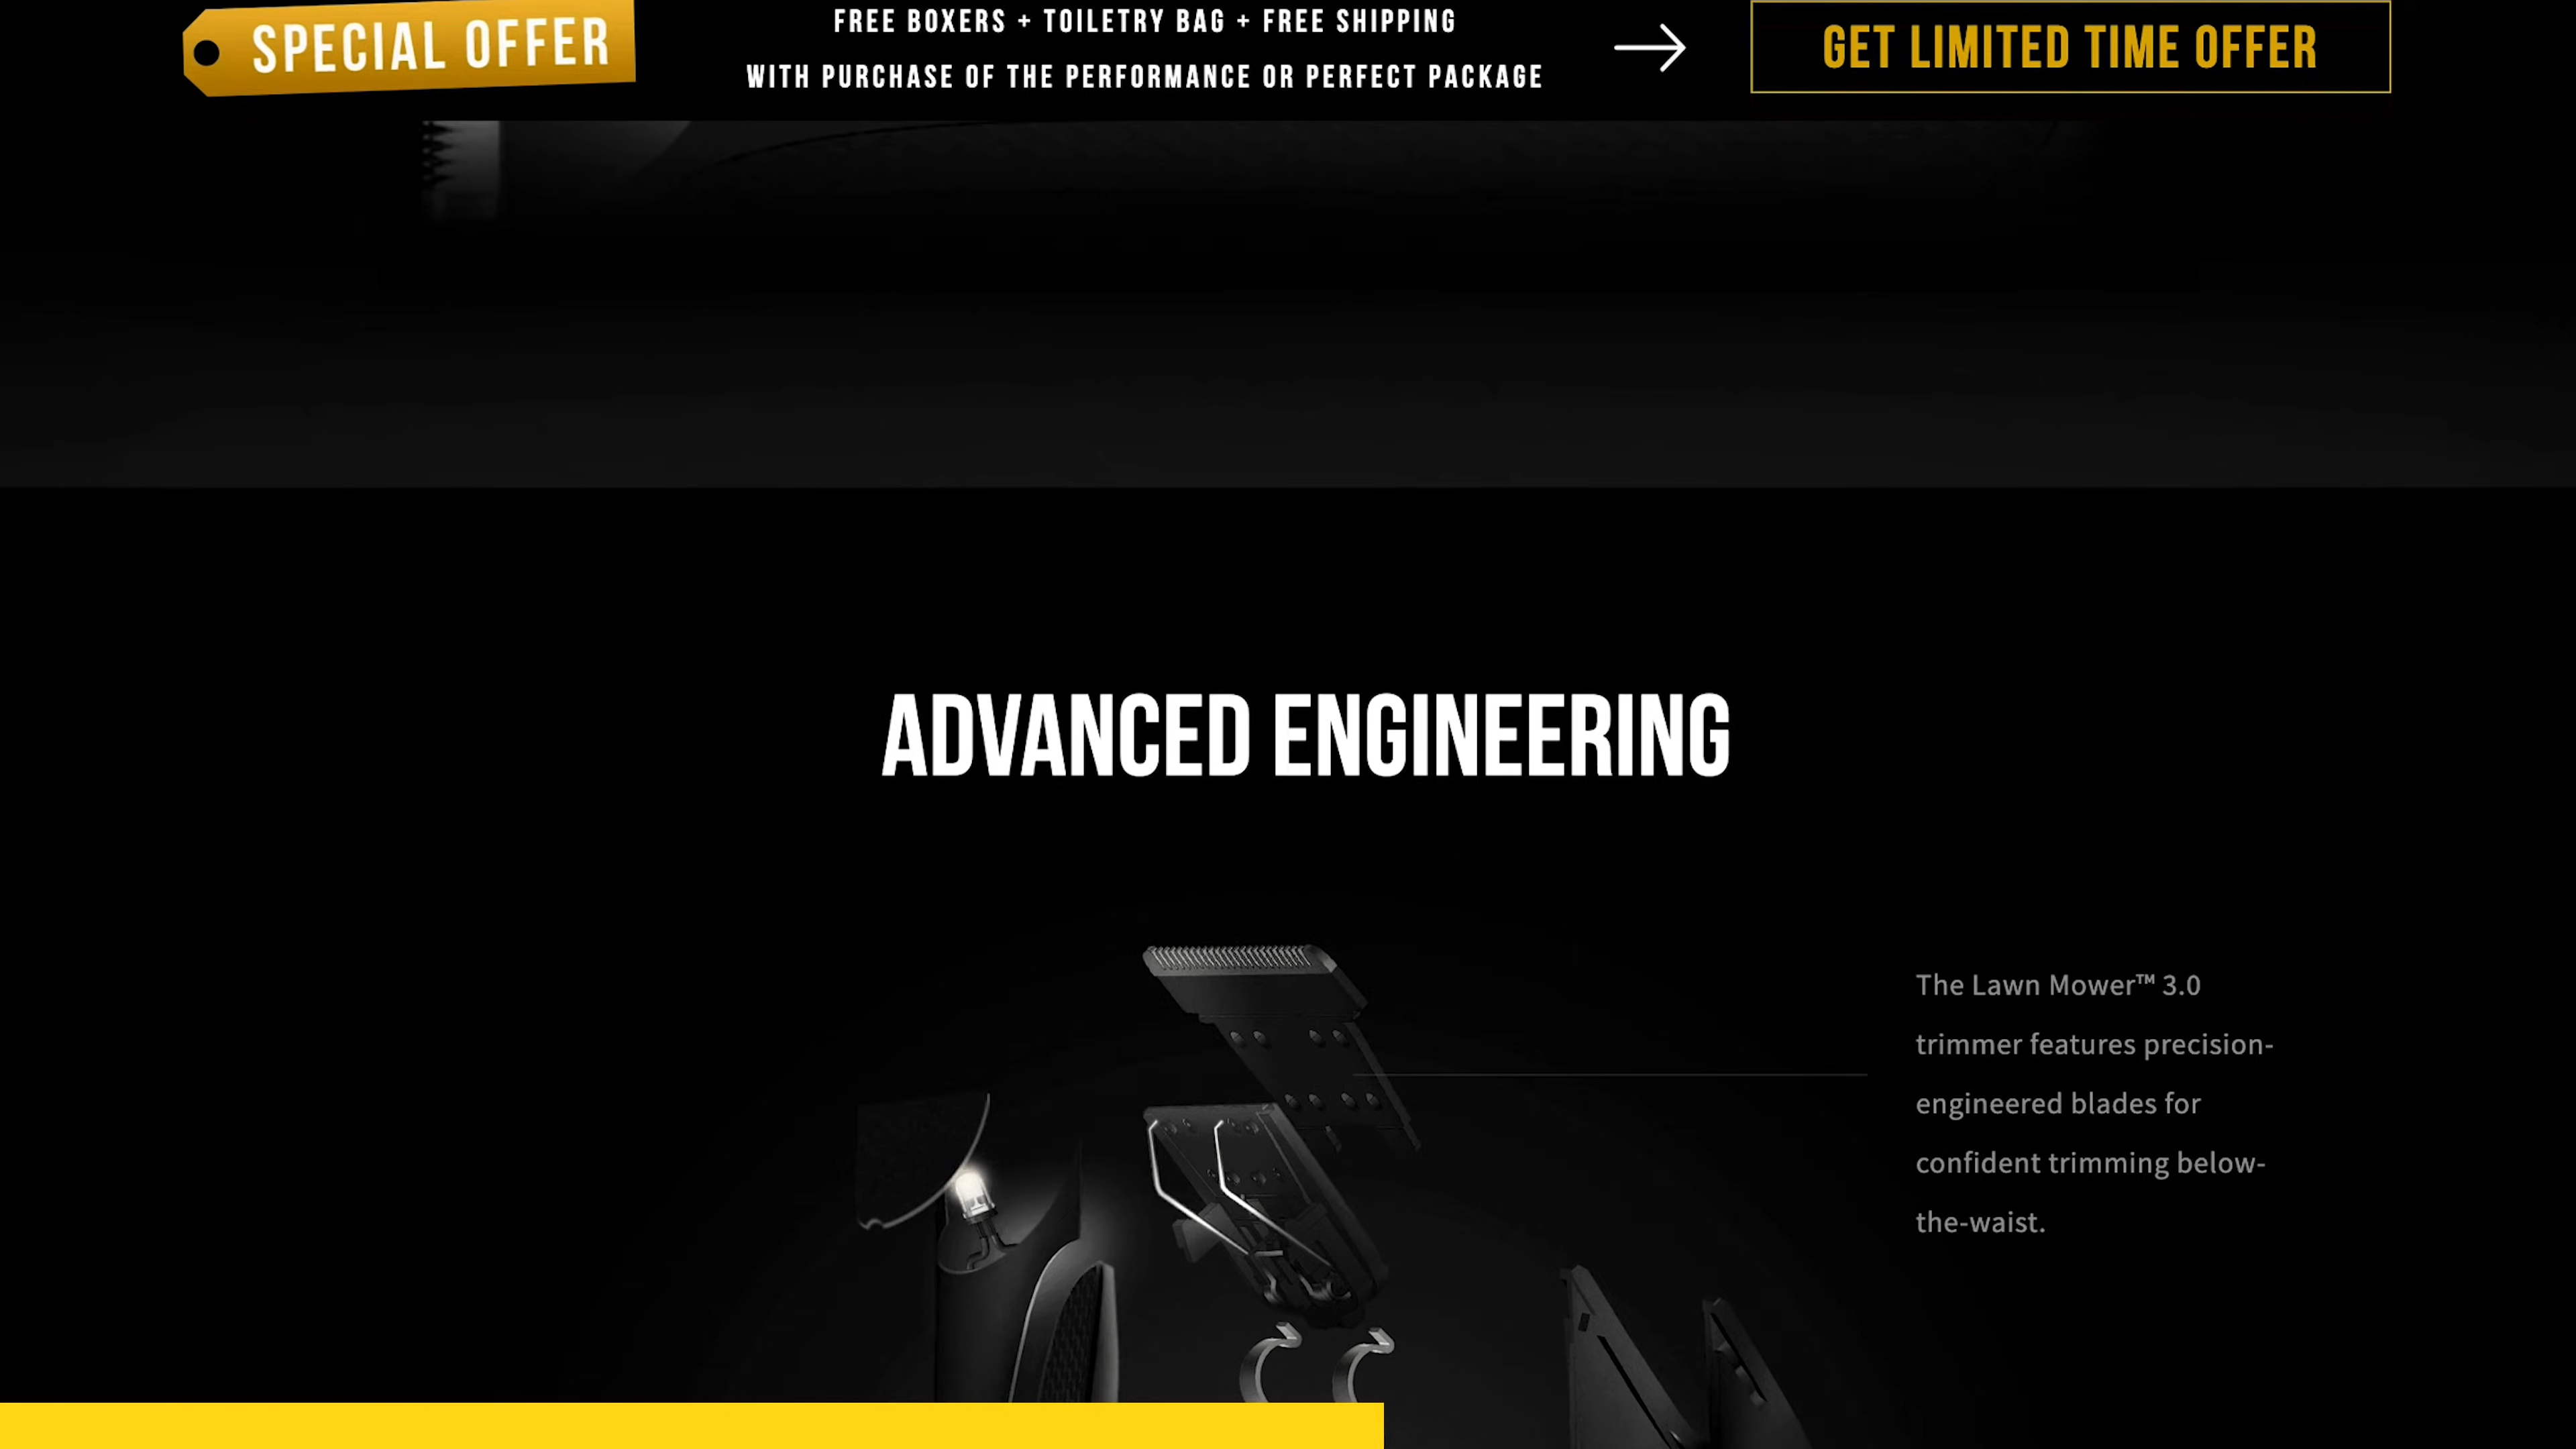 SPECIAL OFFER
FREE BOXERS + TOILETRY BAG + FREE SHIPPING
WITH PURCHASE OF THE PERFORMANCE OR PERFECT PACKAGE
GET LIMITED TIME OFFER
ADVANCED ENGINEERING
The Lawn Mower™ 3.0
trimmer features precision-
engineered blades for
confident trimming below-
the-waist.